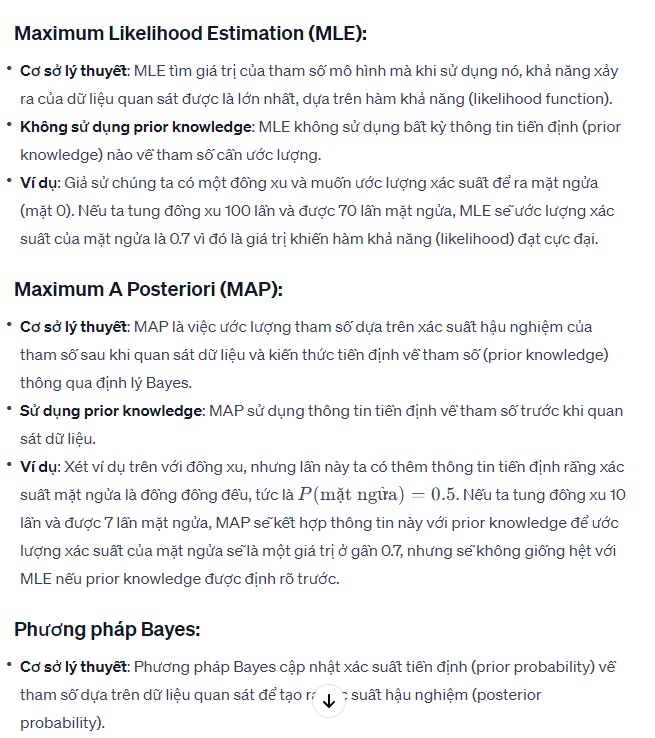 Maximum Likelihood Estimation (MLE):
• Cơ sở lý thuyết: MLE tìm giá trị của tham số mô hình mà khi sử dụng nó, khả năng xảy
ra của dữ liệu quan sát được là lớn nhất, dựa trên hàm khả năng (likelihood function).
• Không sử dụng prior knowledge: MLE không sử dụng bất kỳ thông tin tiền định (prior
knowledge) nào về tham số cần ước lượng.
• Ví dụ: Giả sử chúng ta có một đồng xu và muốn ước lượng xác suất để ra mặt ngửa
(mặt 0). Nếu ta tung đồng xu 100 lần và được 70 lần mặt ngửa, MLE sẽ ước lượng xác
suất của mặt ngửa là 0.7 vì đó là giá trị khiến hàm khả năng (likelihood) đạt cực đại.
Maximum A Posteriori (MAP):
• Cơ sở lý thuyết: MAP là việc ước lượng tham số dựa trên xác suất hậu nghiệm của
tham số sau khi quan sát dữ liệu và kiến thức tiền định về tham số (prior knowledge)
thông qua định lý Bayes.
• Sử dụng prior knowledge: MAP sử dụng thông tin tiền định về tham số trước khi quan
sát dữ liệu.
• Ví dụ: Xét ví dụ trên với đồng xu, nhưng lần này ta có thêm thông tin tiền định rằng xác
suất mặt ngửa là đồng đồng đều, tức là P(mặt ngửa) = 0.5. Nếu ta tung đồng xu 10
lần và được 7 lần mặt ngửa, MAP sẽ kết hợp thông tin này với prior knowledge để ước
lượng xác suất của mặt ngửa sẽ là một giá trị ở gần 0.7, nhưng sẽ không giống hệt với
MLE nếu prior knowledge được định rõ trước.
Phương pháp Bayes:
• Cơ sở lý thuyết: Phương pháp Bayes cập nhật xác suất tiền định (prior probability) về
tham số dựa trên dữ liệu quan sát để tạo suất hậu nghiệm (posterior
probability).